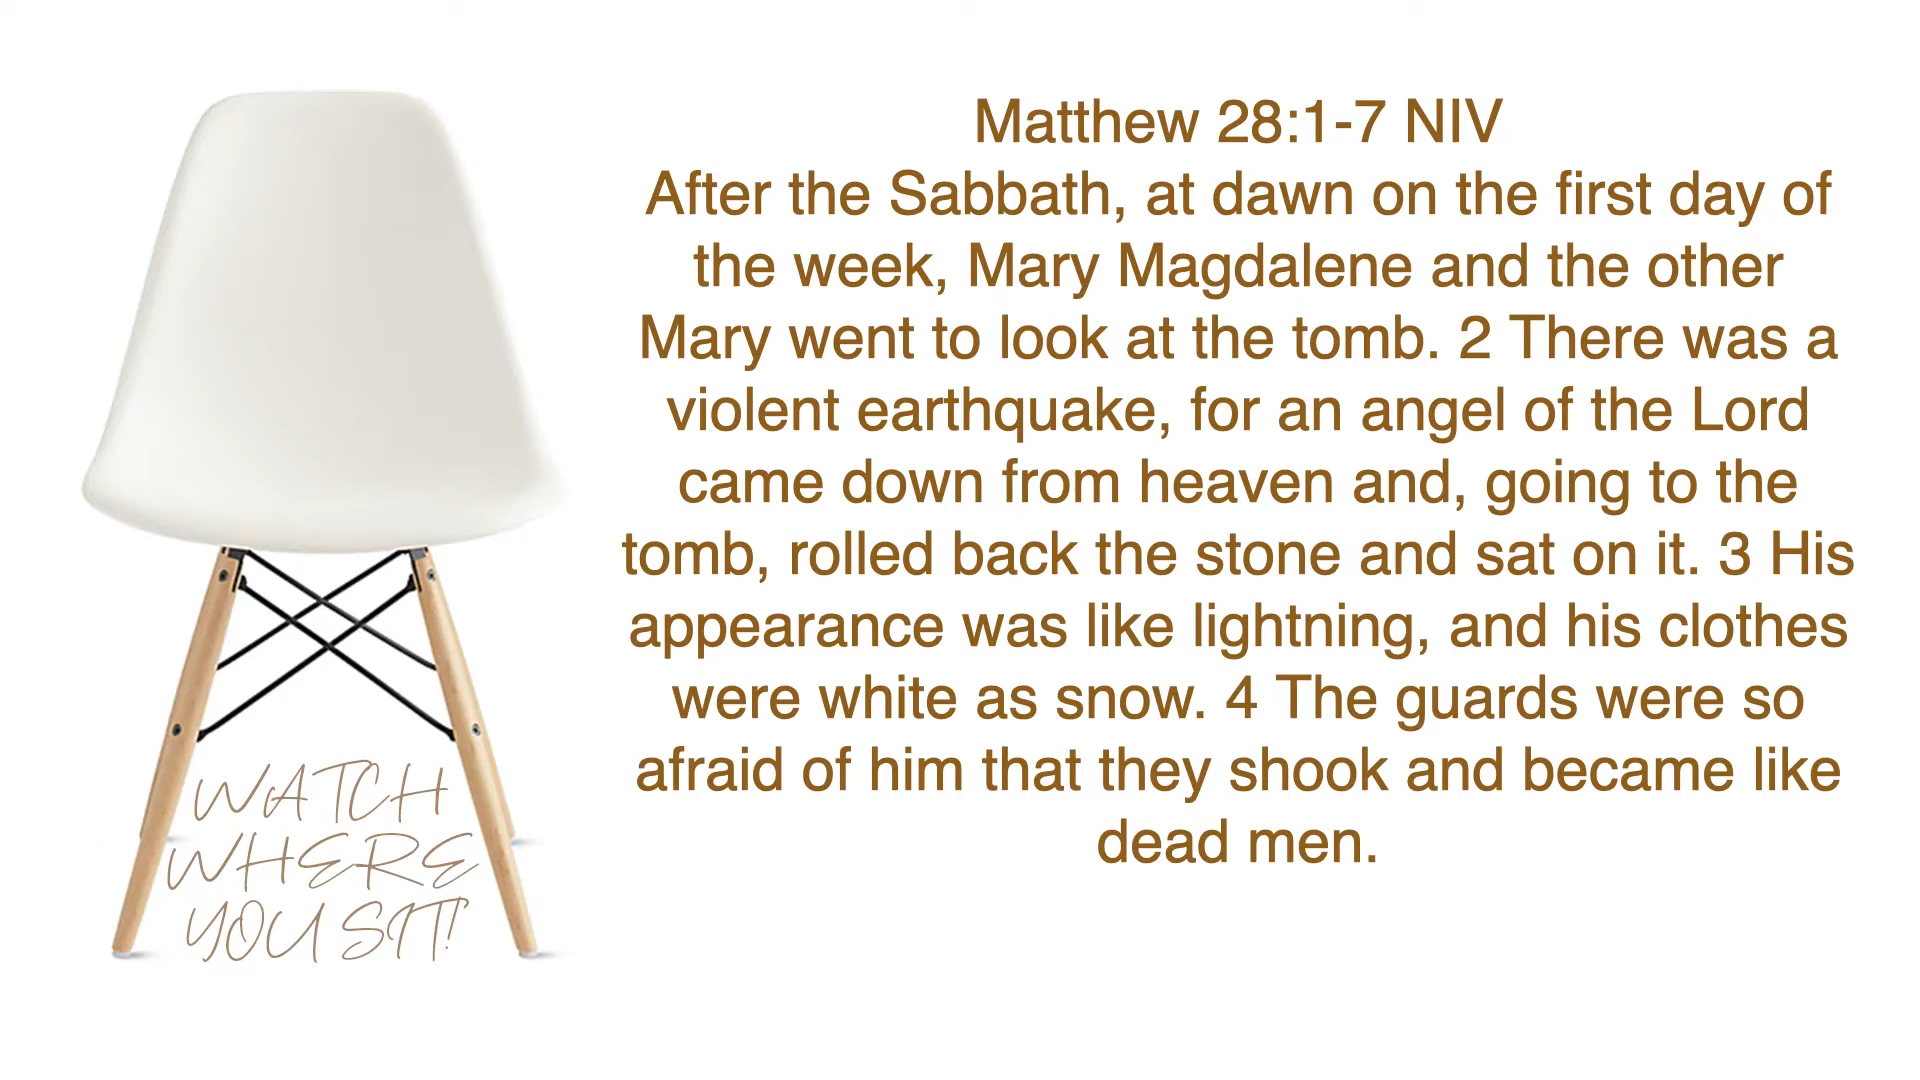 Matthew 28:1-7 NIV
After the Sabbath, at dawn on the first day of
the week, Mary Magdalene and the other
Mary went to look at the tomb. 2 There was a
violent earthquake, for an angel of the Lord
came down from heaven and, going to the
tomb, rolled back the stone and sat on it. 3 His
appearance was like lightning, and his clothes
were white as snow. 4 The guards were so
afraid of him that they shook and became like
dead men.
WATCH
WHERE
YOU SIT!